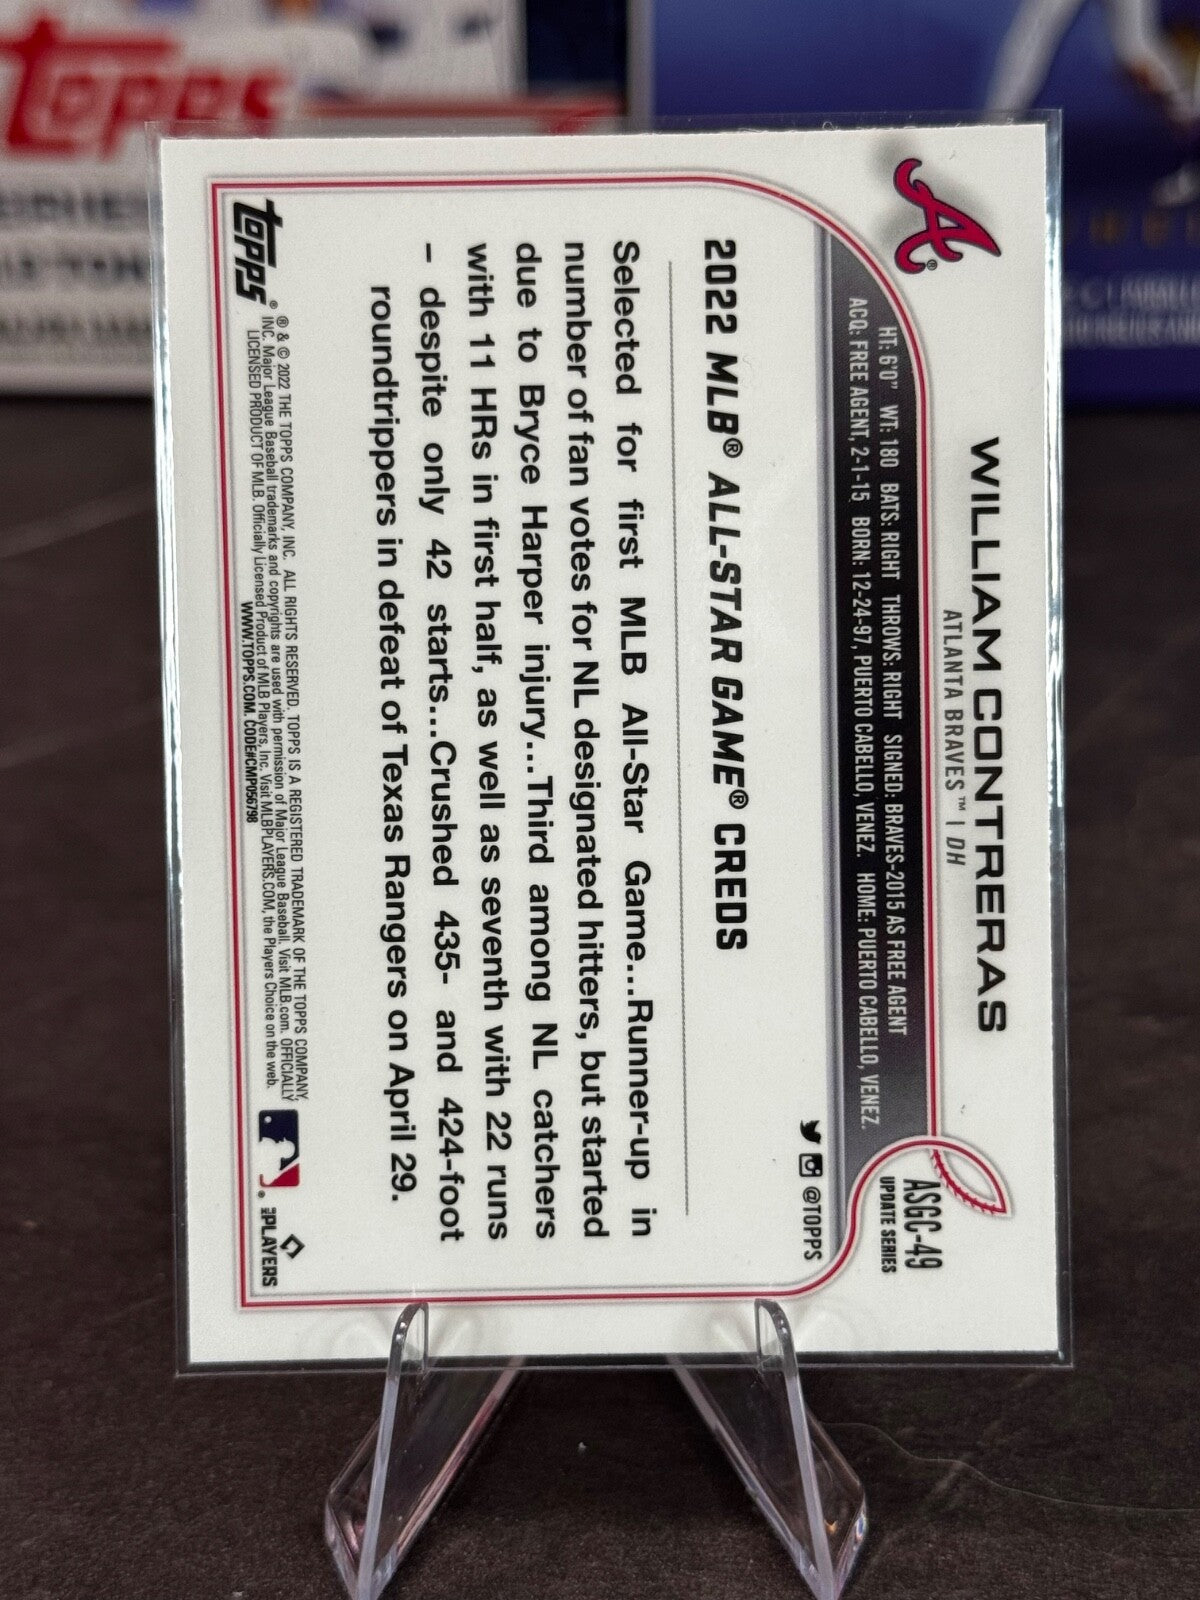 WILLIAM CONTRERAS
ATLANTA BRAVES™ | DH
HT: 6'0" WT: 180 BATS: RIGHT THROWS: RIGHT SIGNED: BRAVES-2015 AS FREE AGENT
ACQ: FREE AGENT, 2-1-15 BORN: 12-24-97, PUERTO CABELLO, VENEZ. HOME: PUERTO CABELLO, VENEZ.
ASGC-49
UPDATE SERIES
@TOPPS
2022 MLB® ALL-STAR GAME® CREDS
Selected for first MLB All-Star Game...Runner-up in
number of fan votes for NL designated hitters, but started
due to Bryce Harper injury...Third among NL catchers
with 11 HRs in first half, as well as seventh with 22 runs
– despite only 42 starts...Crushed 435- and 424-foot
roundtrippers in defeat of Texas Rangers on April 29.
topps®
® & © 2022 THE TOPPS COMPANY, INC. ALL RIGHTS RESERVED. TOPPS IS A REGISTERED TRADEMARK OF THE TOPPS COMPANY,
INC. Major League Baseball trademarks and copyrights are used with permission of Major League Baseball. Visit MLB.com. OFFICIALLY
LICENSED PRODUCT OF MLB. Officially Licensed Product of MLB Players, Inc. Visit MLBPLAYERS.COM, the Players Choice on the web.
WWW.TOPPS.COM. CODE#CMP056798
PLAYERS
topps